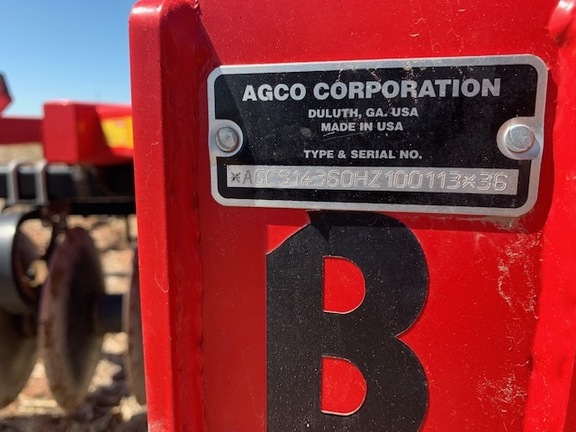 AGCO CORPORATION
DULUTH, GA. USA
MADE IN USA
TYPE & SERIAL NO.
*AGCS14360HZ100113*36
B